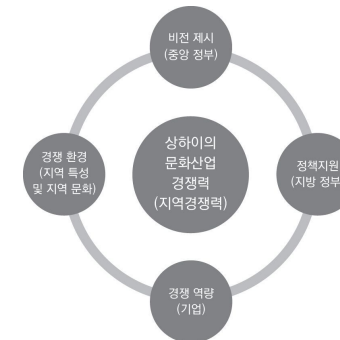 비전 제시
(중앙 정부)
상하이의
문화산업
경쟁력
(지역경쟁력)
경쟁 환경
(지역 특성
및 지역 문화)
정책지원
(지방 정부
경쟁 역량
(기업)